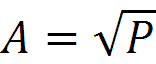 A = √P